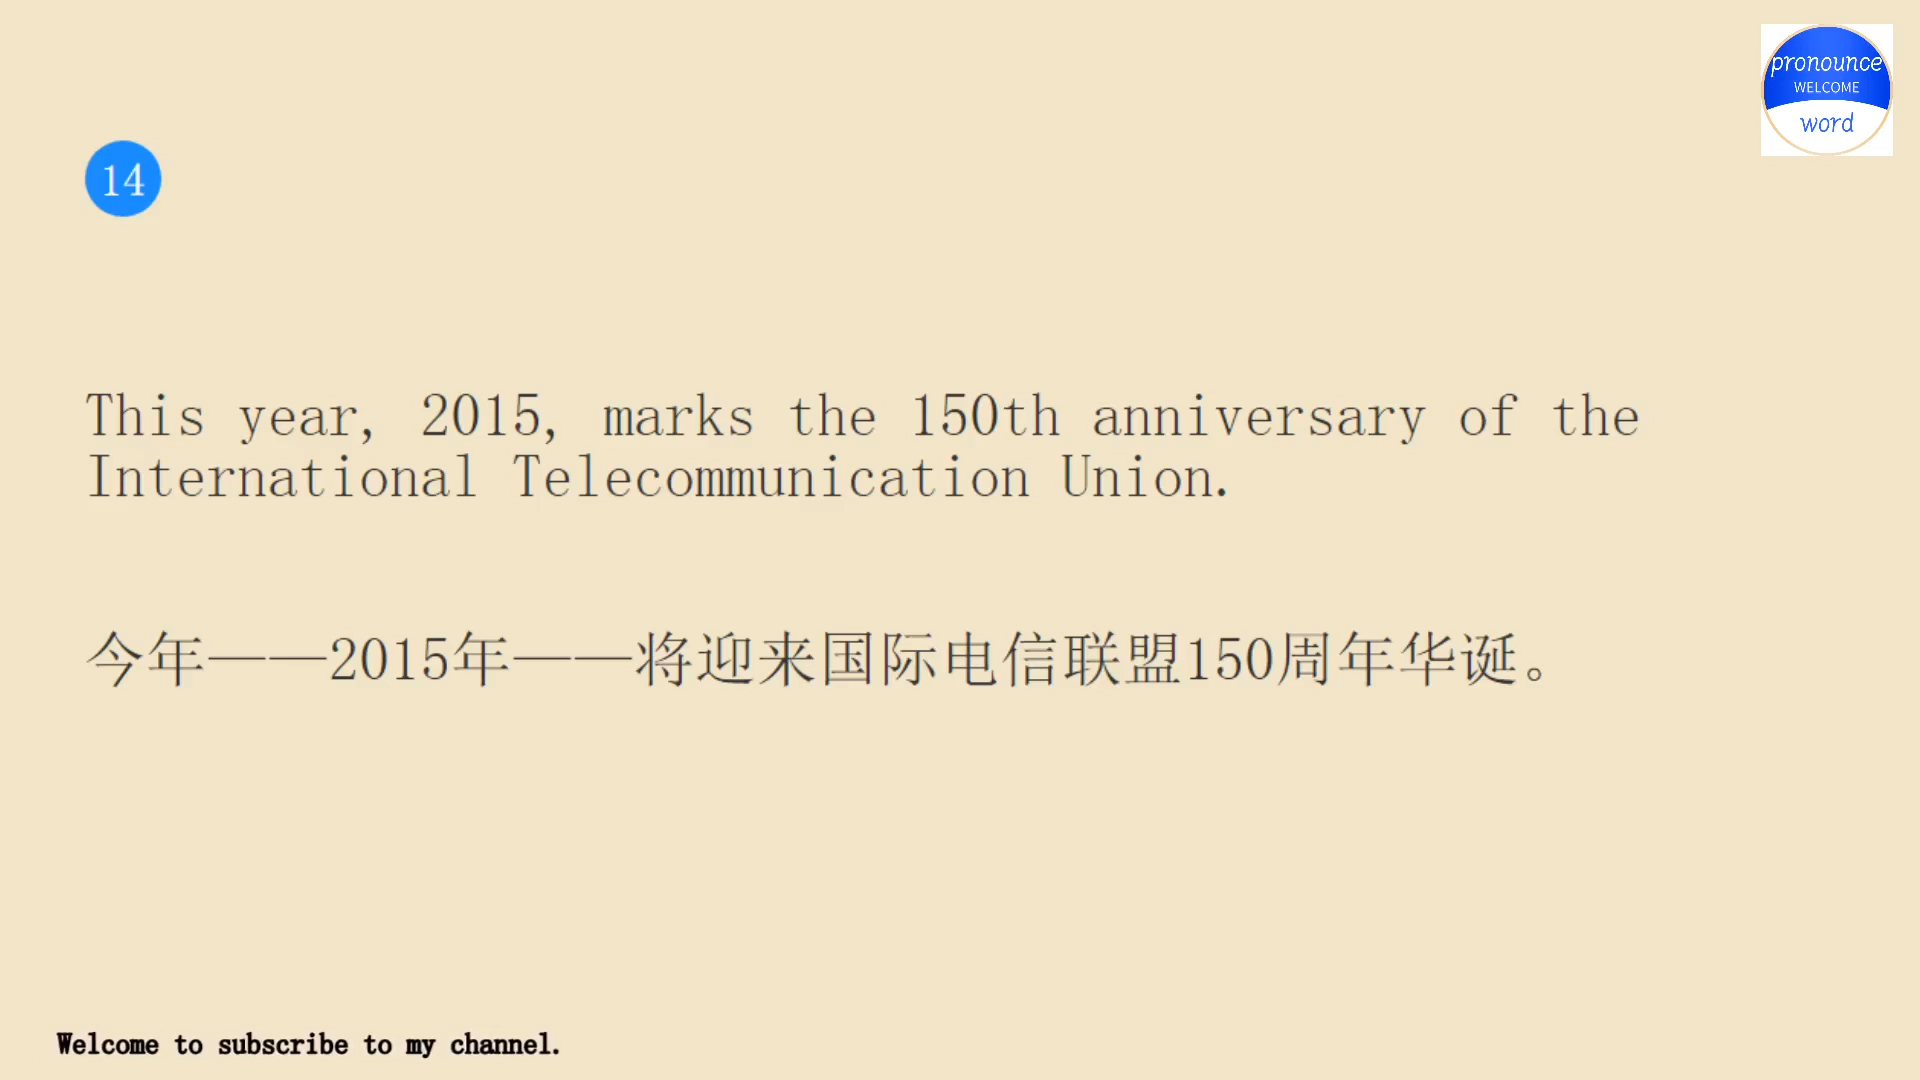 pronounce
WELCOME
word
14
This year, 2015, marks the 150th anniversary of the
International Telecommunication Union.
今年——2015年——将迎来国际电信联盟150周年华诞。
Welcome to subscribe to my channel.